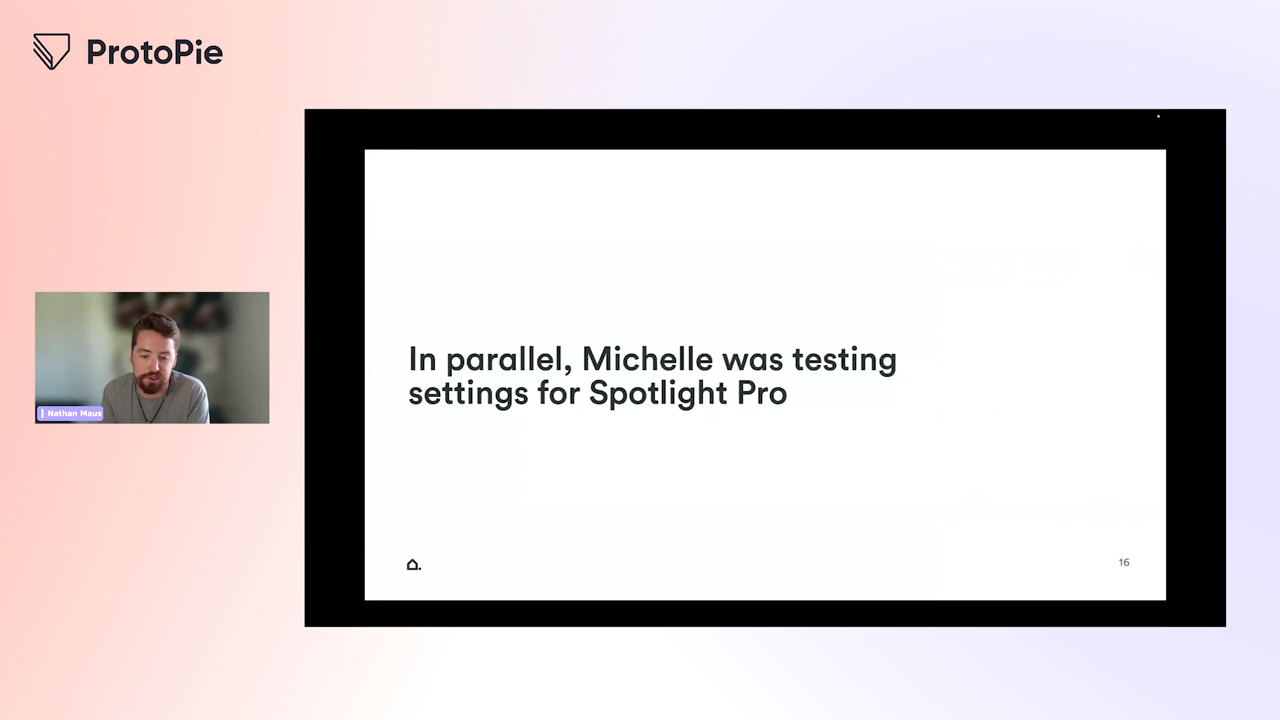 ProtoPie
In parallel, Michelle was testing
settings for Spotlight Pro
Nathan Maus
16